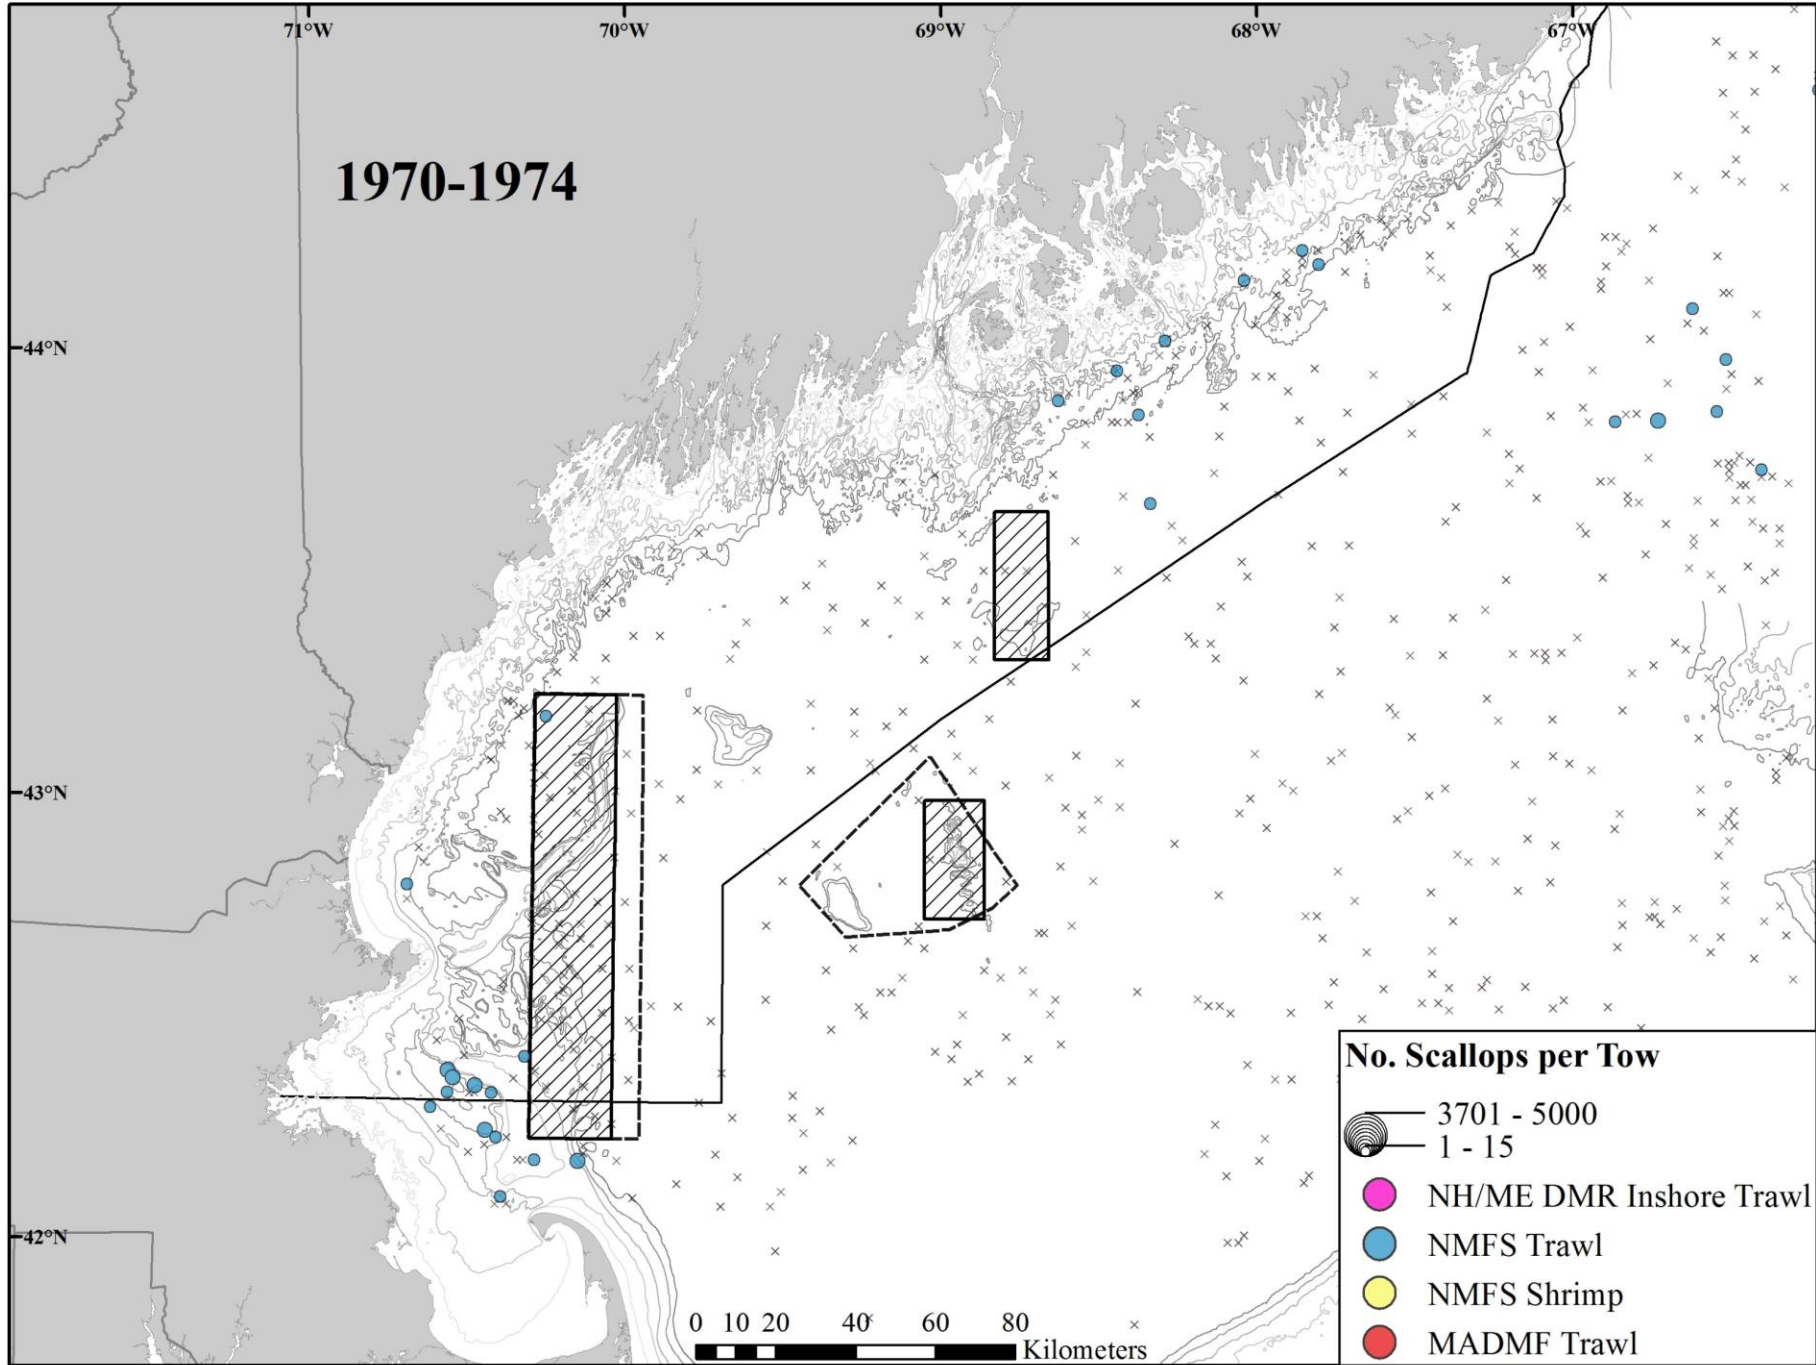 71°W 70°W 69°W 68°W 67°W
1970-1974
44°N
43°N
42°N
No. Scallops per Tow
3701 - 5000
1 - 15
NH/ME DMR Inshore Trawl
NMFS Trawl
NMFS Shrimp
MADMF Trawl
0 10 20 40 60 80
Kilometers